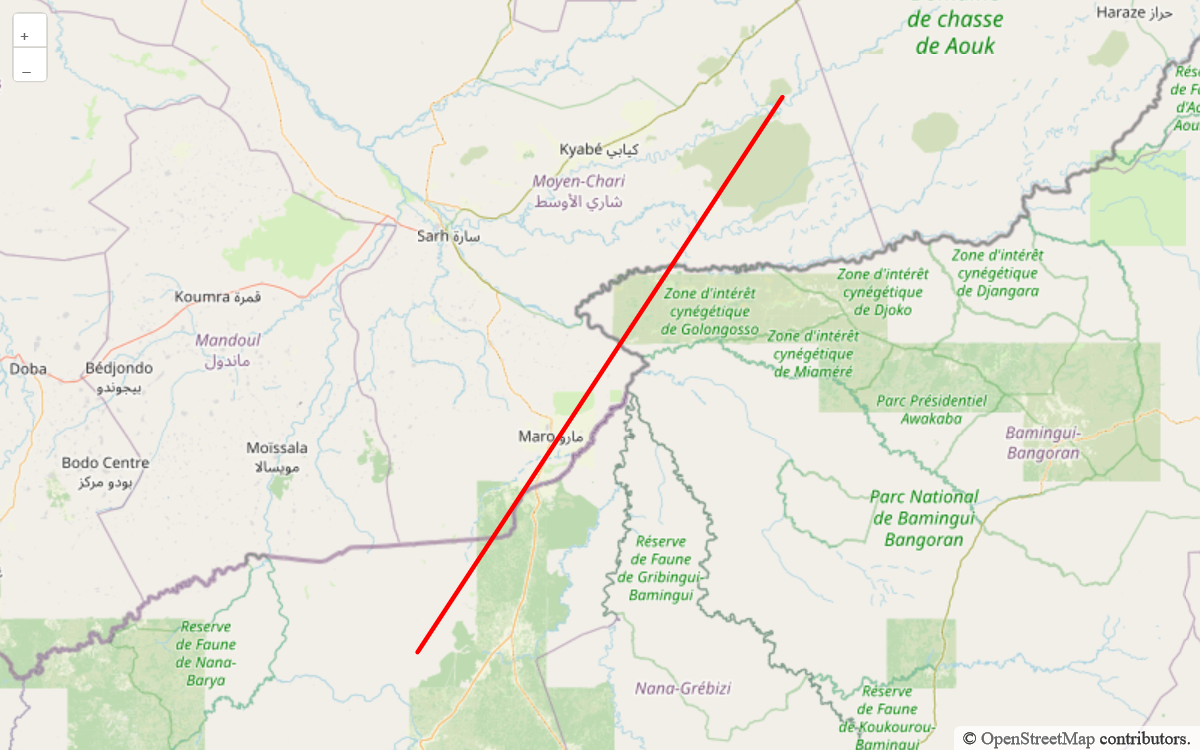 +
–
de chasse
de Aouk
Haraze حراز
de F
d'A
Aou
Kyabé كيابي
Moyen-Chari
شاري الأوسط
Sarh سارة
Koumra قمرة
Mandoul
ماندول
Doba
Bédjondo
بيجوندو
Zone d'intérêt
cynégétique
de Djangara
Zone d'intérêt
cynégétique
de Djoko
Zone d'intérêt
cynégétique
de Golongosso
Zone d'intérêt
cynégétique
de Miaméré
Parc Présidentiel
Awakaba
Bamingui-
Bangoran
Maro مارو
Moïssala
مويسالا
Bodo Centre
بودو مركز
Parc National
de Bamingui
Bangoran
Réserve
de Faune
de Gribingui-
Bamingui
Reserve
de Faune
de Nana-
Barya
Nana-Grébizi
Réserve
de Faune
de-Koukourou-
Bamingui
© OpenStreetMap contributors.